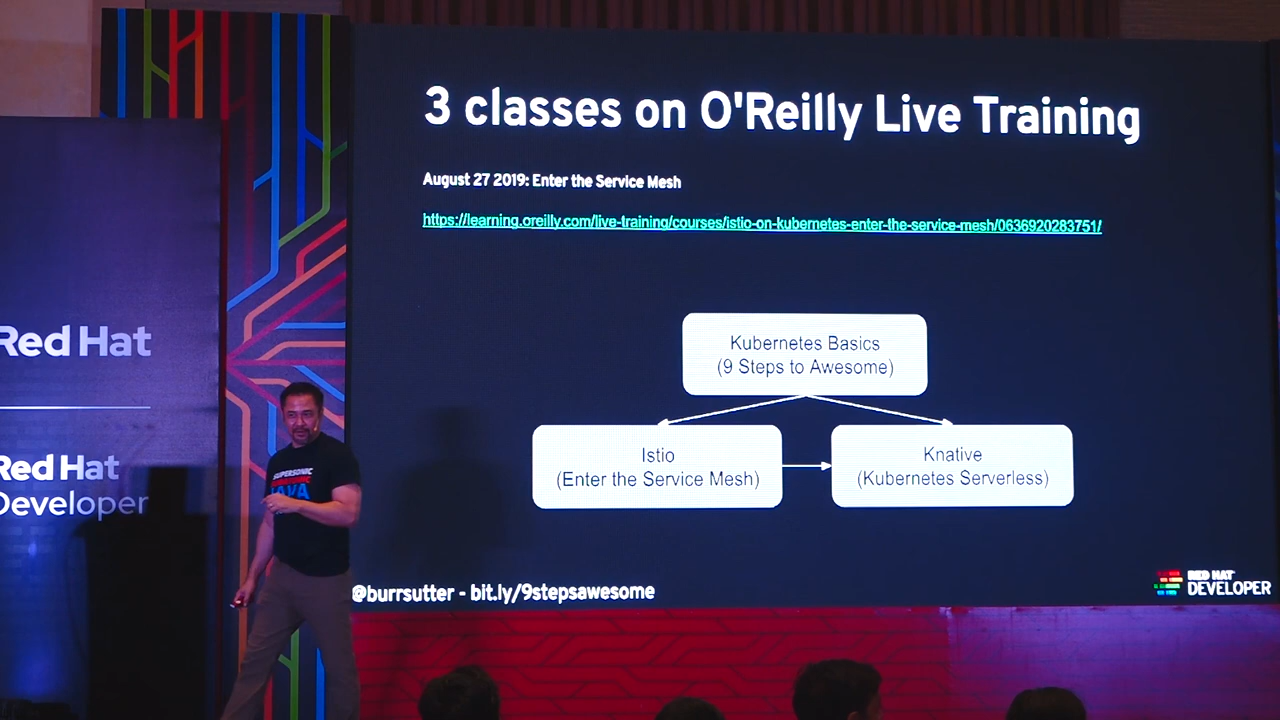 3 classes on O'Reilly Live Training
August 27 2019: Enter the Service Mesh
https://learning.oreilly.com/live-training/courses/istio-on-kubernetes-enter-the-service-mesh/0636920283751/
Kubernetes Basics
(9 Steps to Awesome)
Istio
(Enter the Service Mesh)
Knative
(Kubernetes Serverless)
@burrsutter - bit.ly/9stepsawesome
RED HAT
DEVELOPER
Red Hat
Red Hat
Developer
SUPERSONIC
JAVA